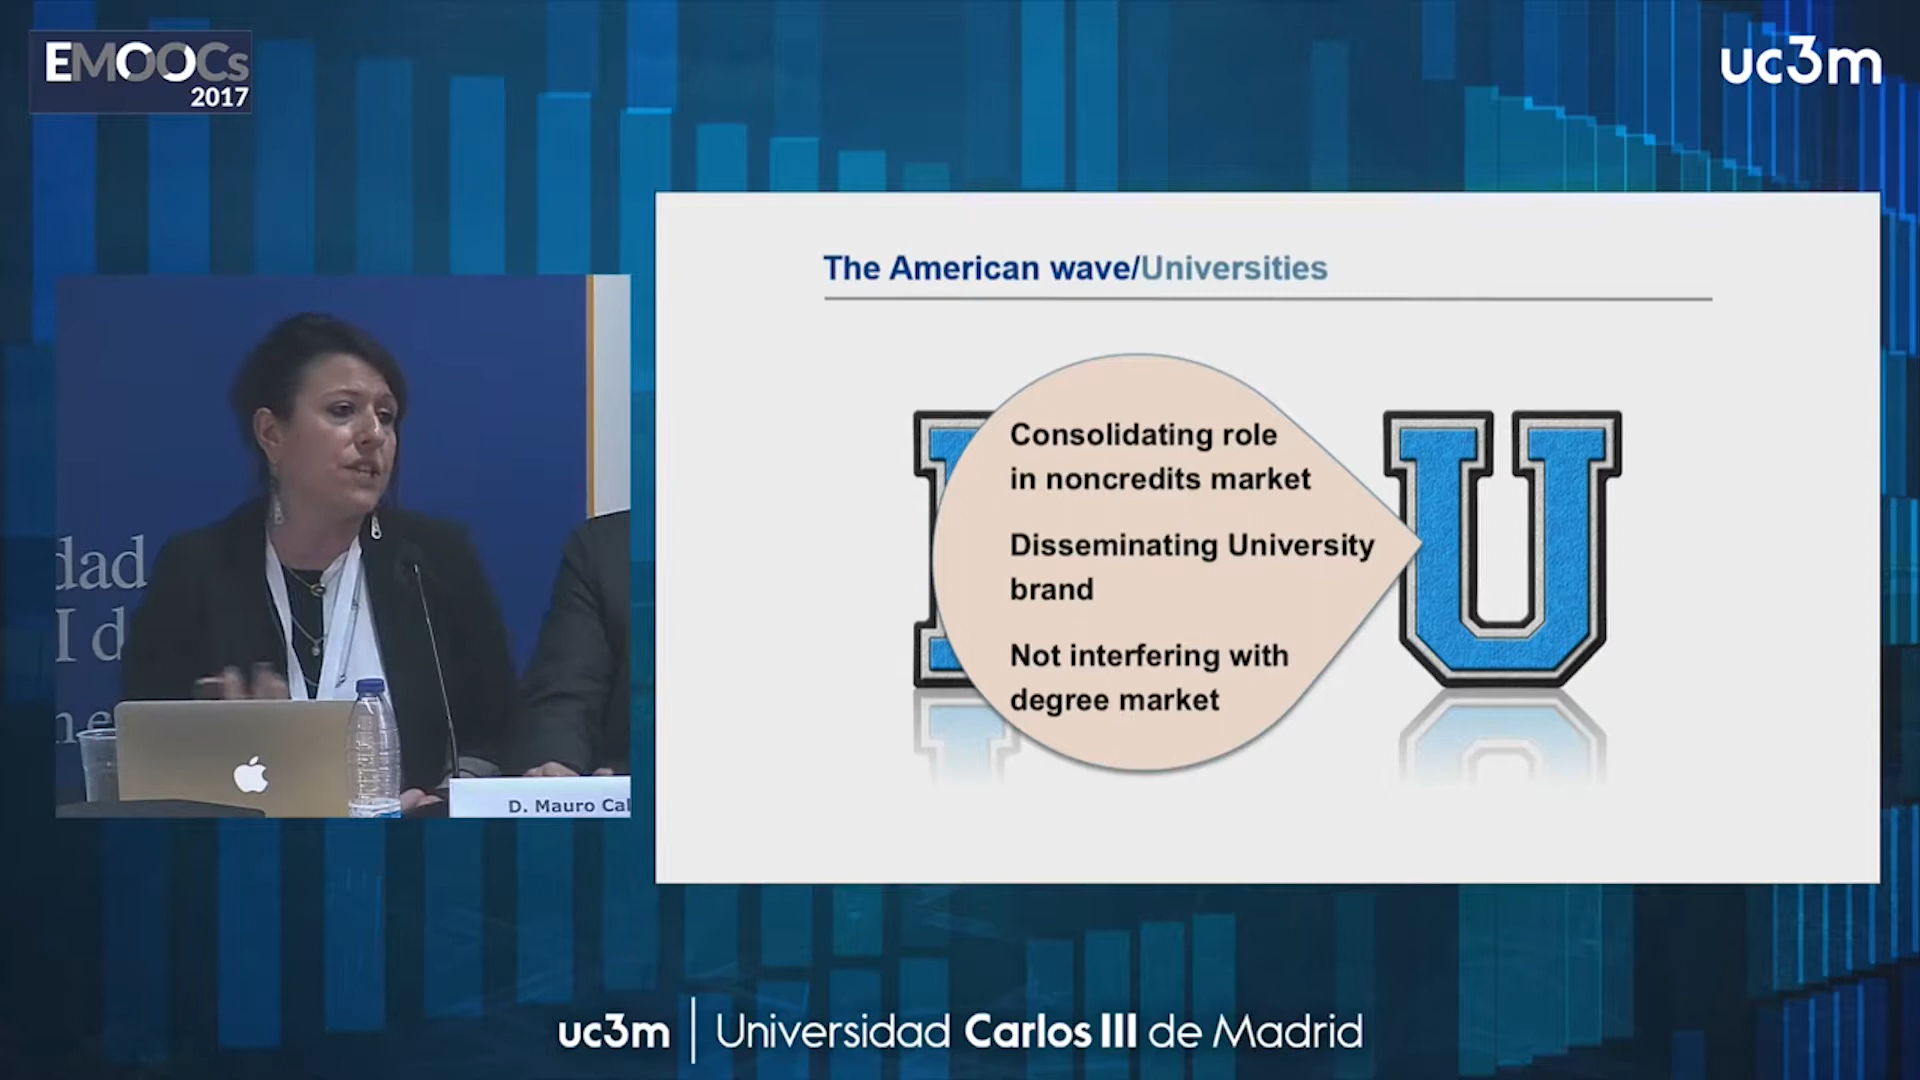 EMOOCs
2017
uc3m
The American wave/Universities
Consolidating role
in noncredits market
Disseminating University
brand
Not interfering with
degree market
U
dad
I d
D. Mauro Cal
uc3m | Universidad Carlos III de Madrid